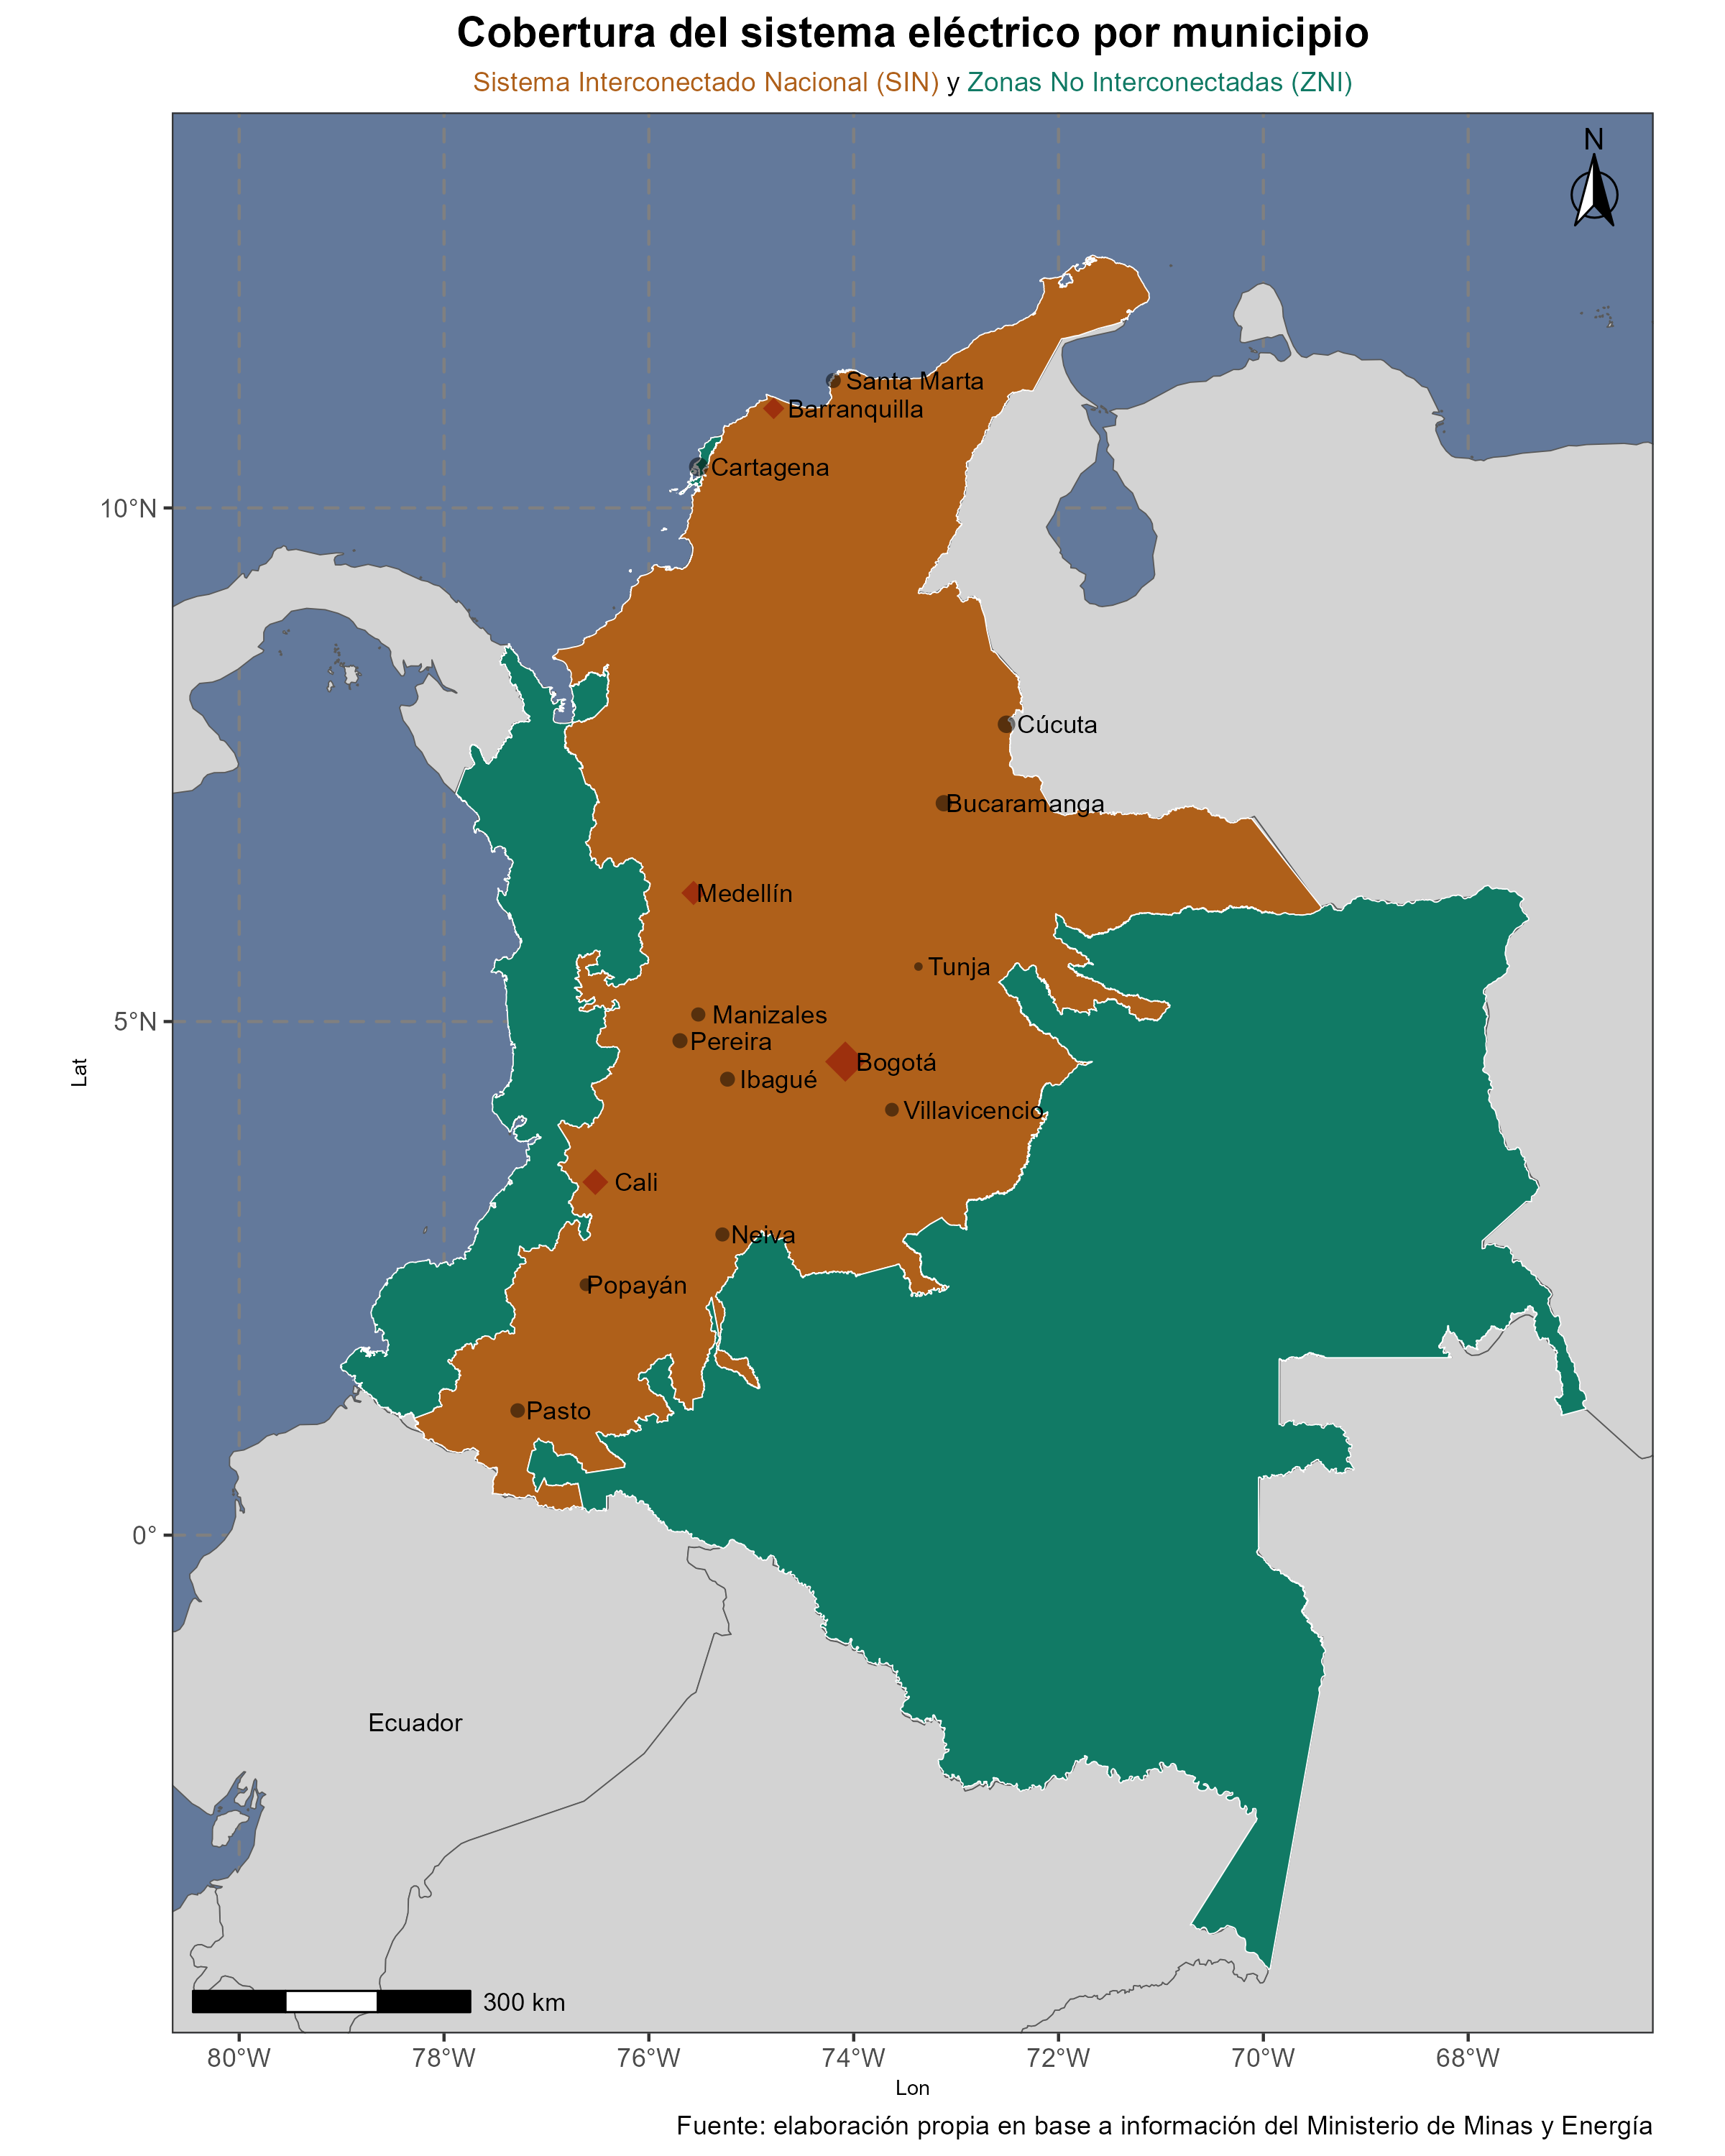 Cobertura del sistema eléctrico por municipio
Sistema Interconectado Nacional (SIN) y Zonas No Interconectadas (ZNI)
N
Santa Marta
Barranquilla
Cartagena
10°N
Cúcuta
Bucaramanga
Medellín
Tunja
Manizales
5°N
Pereira
Bogotá
Lat
Ibagué
Villavicencio
Cali
Neiva
Popayán
Pasto
0°
Ecuador
300 km
80°W 78°W 76°W 74°W 72°W 70°W 68°W
Lon
Fuente: elaboración propia en base a información del Ministerio de Minas y Energía